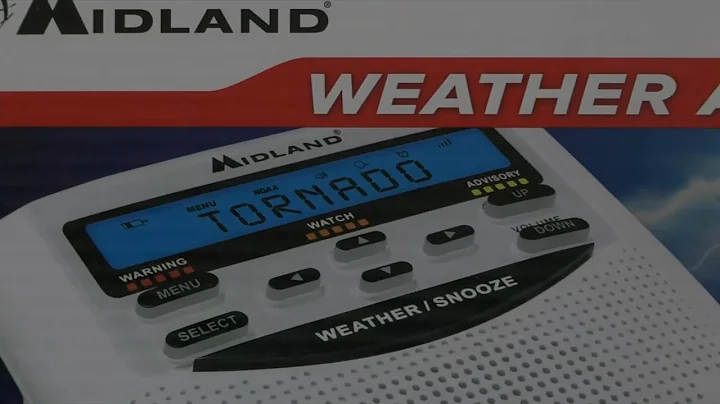 MIDLAND®
WEATHER A
MIDLAND®
MENU NOAA
TORNADO
WARNING
WATCH
ADVISORY
MENU
SELECT
UP
VOLUME
DOWN
WEATHER / SNOOZE